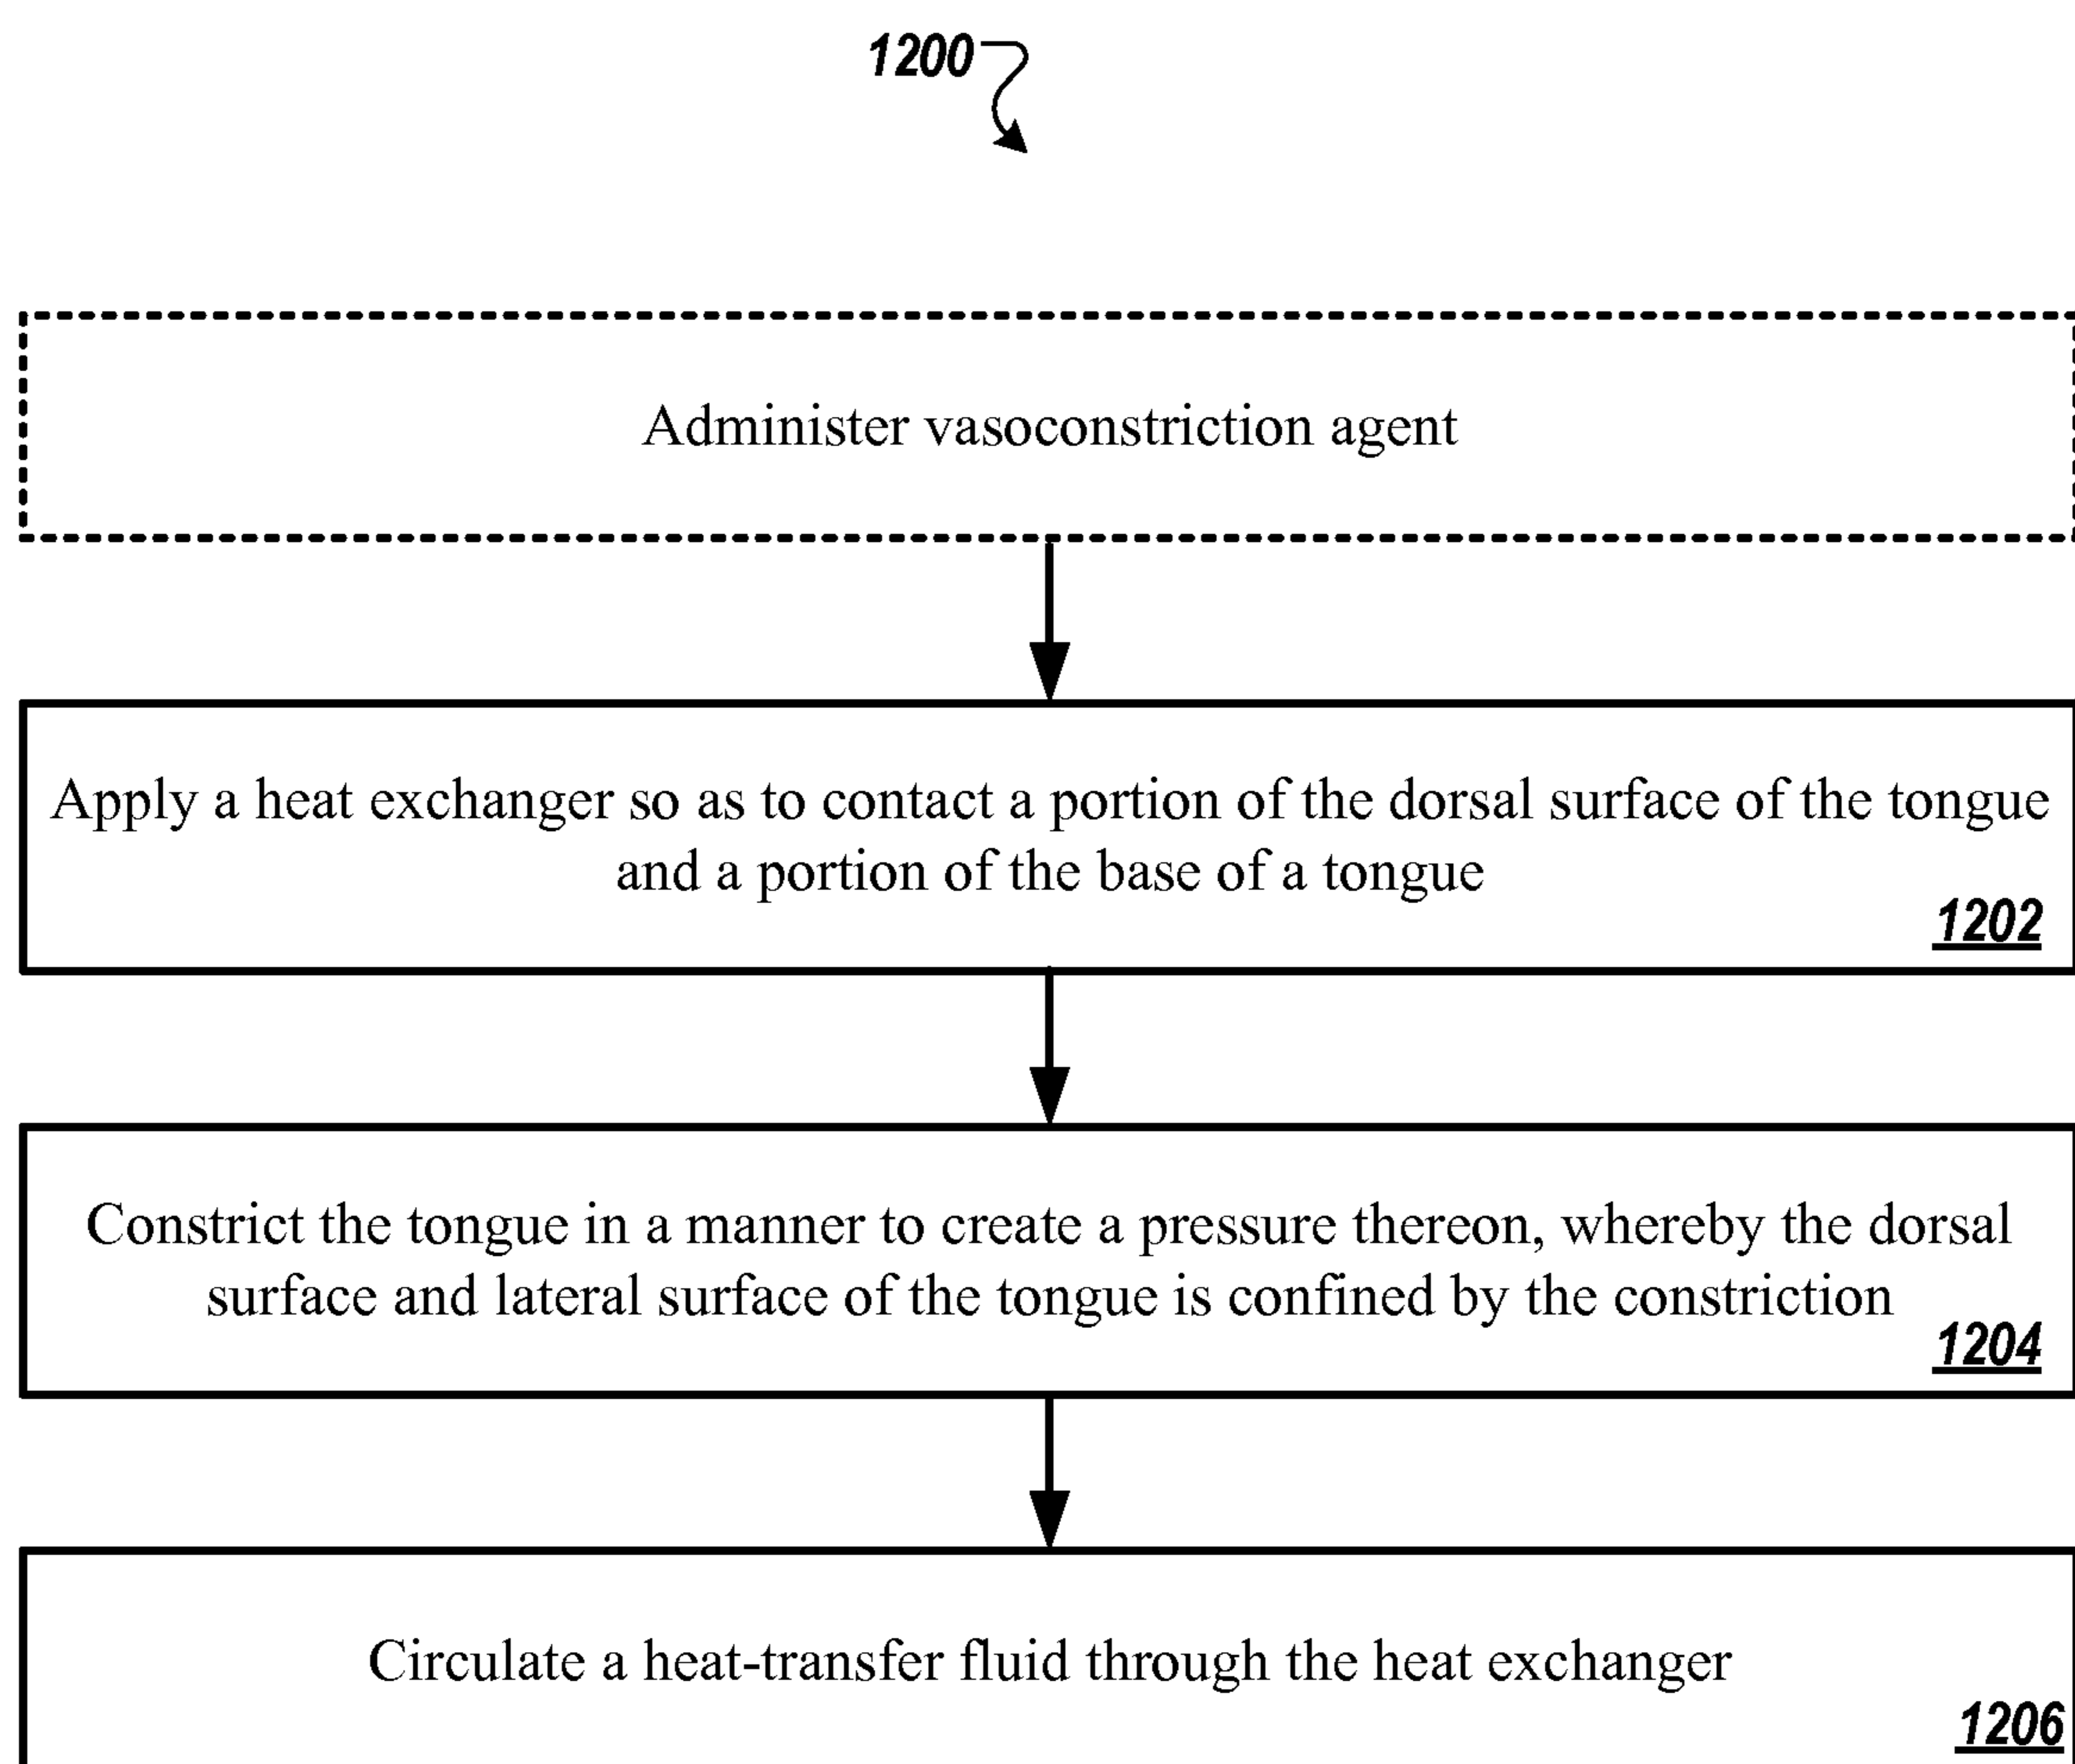 1200
Administer vasoconstriction agent
Apply a heat exchanger so as to contact a portion of the dorsal surface of the tongue
and a portion of the base of a tongue
1202
Constrict the tongue in a manner to create a pressure thereon, whereby the dorsal
surface and lateral surface of the tongue is confined by the constriction
1204
Circulate a heat-transfer fluid through the heat exchanger
1206